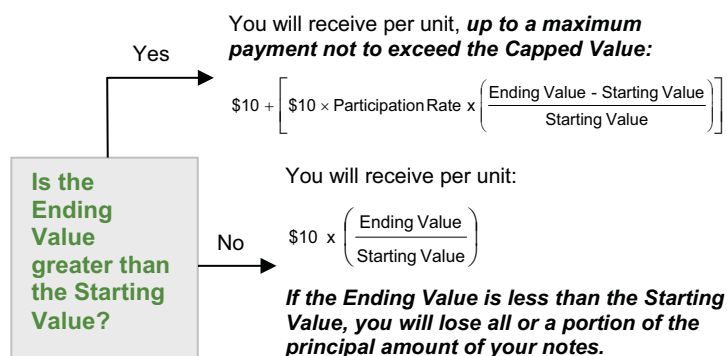 You will receive per unit, up to a maximum
payment not to exceed the Capped Value:
Yes
$10 + [ $10 × Participation Rate x ( Ending Value - Starting Value / Starting Value ) ]
Is the
Ending
Value
greater than
the Starting
Value?
No
You will receive per unit:
$10 x ( Ending Value / Starting Value )
If the Ending Value is less than the Starting
Value, you will lose all or a portion of the
principal amount of your notes.